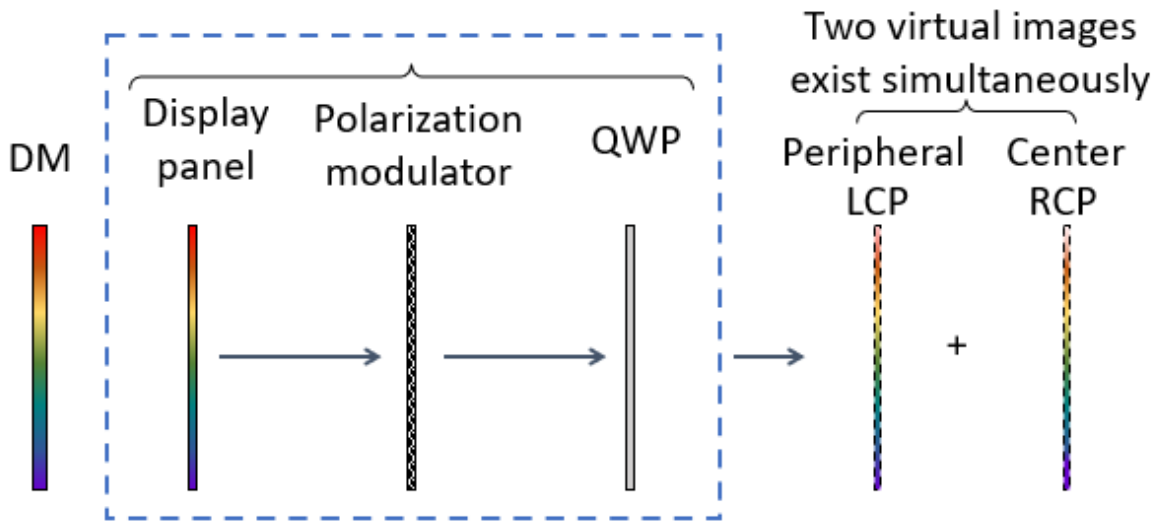 DM
Display
panel
Polarization
modulator
QWP
Two virtual images
exist simultaneously
Peripheral
LCP
+
Center
RCP